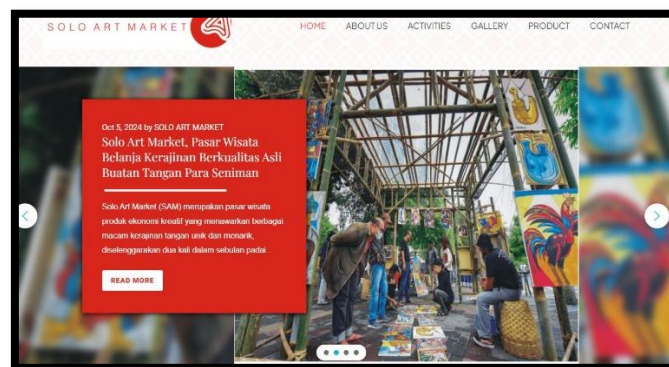 SOLO ART MARKET
HOME ABOUT US ACTIVITIES GALLERY PRODUCT CONTACT
Oct 5, 2024 by SOLO ART MARKET
Solo Art Market, Pasar Wisata
Belanja Kerajinan Berkualitas Asli
Buatan Tangan Para Seniman
Solo Art Market (SAM) merupakan pasar wisata
produk ekonomi kreatif yang menawarkan berbagai
macam kerajinan tangan unik dan menarik,
diselenggarakan dua kali dalam sebulan padai...
READ MORE